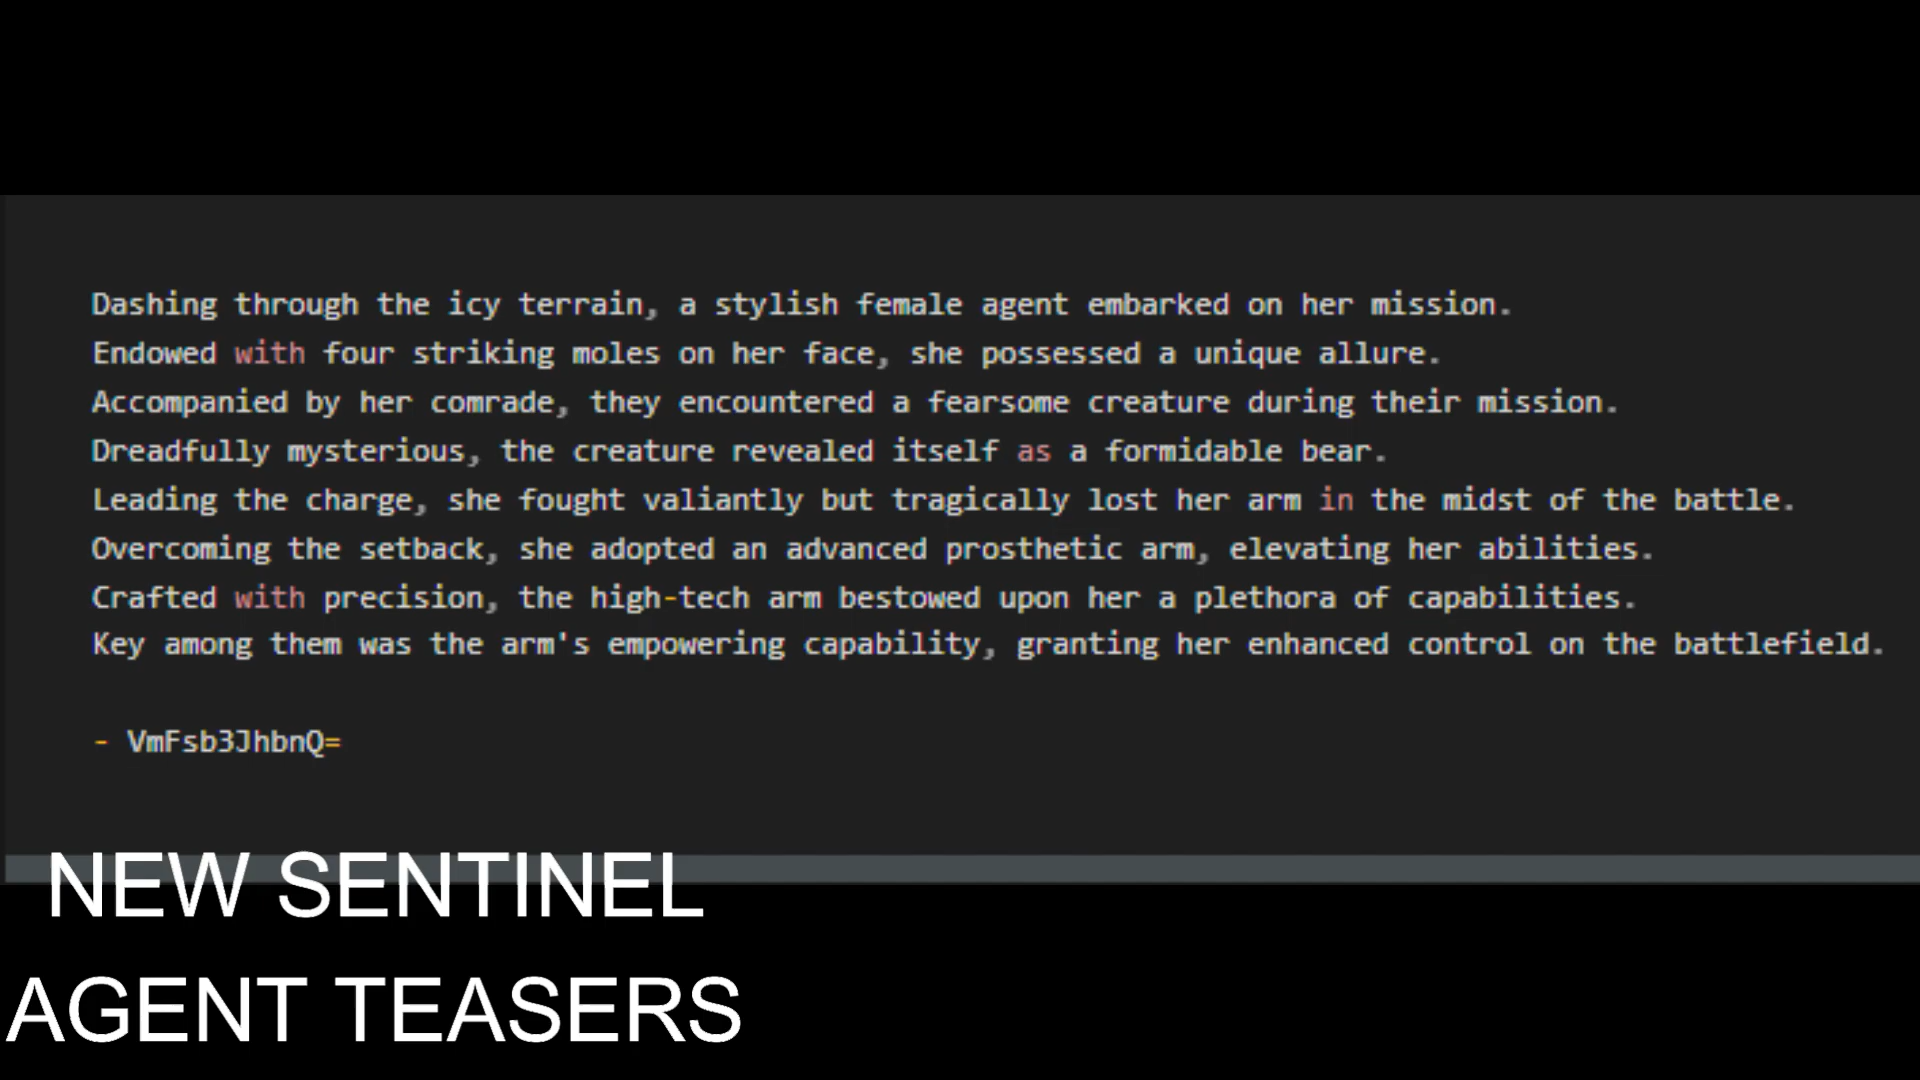 Dashing through the icy terrain, a stylish female agent embarked on her mission.
Endowed with four striking moles on her face, she possessed a unique allure.
Accompanied by her comrade, they encountered a fearsome creature during their mission.
Dreadfully mysterious, the creature revealed itself as a formidable bear.
Leading the charge, she fought valiantly but tragically lost her arm in the midst of the battle.
Overcoming the setback, she adopted an advanced prosthetic arm, elevating her abilities.
Crafted with precision, the high-tech arm bestowed upon her a plethora of capabilities.
Key among them was the arm's empowering capability, granting her enhanced control on the battlefield.
- VmFsb3JhbnQ=
NEW SENTINEL
AGENT TEASERS